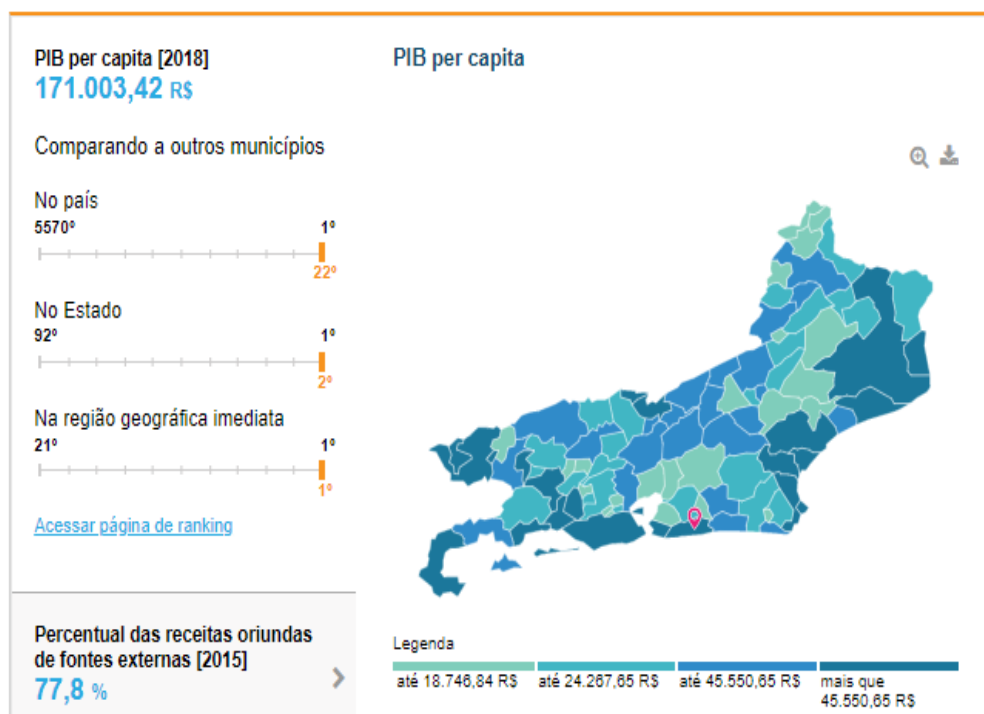 PIB per capita [2018]
171.003,42 R$
Comparando a outros municípios
No país
5570º 1º
22º
No Estado
92º 1º
2º
Na região geográfica imediata
21º 1º
1º
Acessar página de ranking
Percentual das receitas oriundas
de fontes externas [2015]
77,8 %
PIB per capita
Legenda
até 18.746,84 R$ até 24.267,65 R$ até 45.550,65 R$ mais que
45.550,65 R$